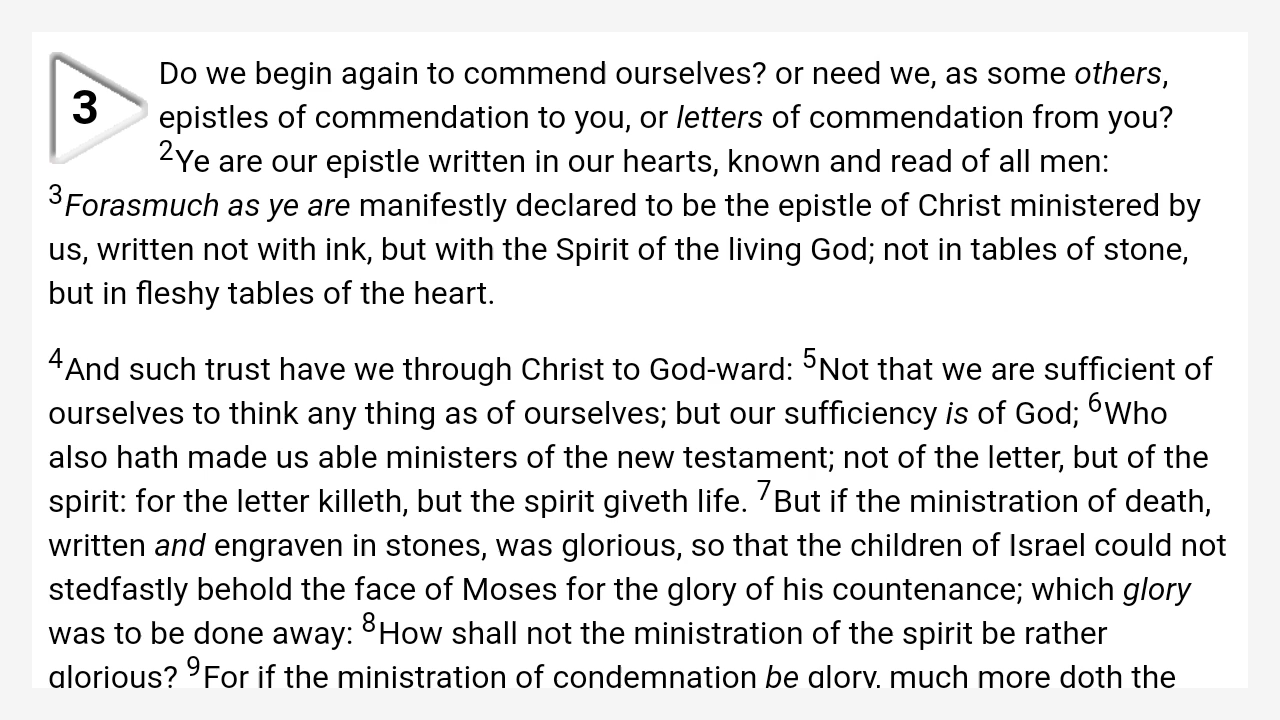 3
Do we begin again to commend ourselves? or need we, as some others,
epistles of commendation to you, or letters of commendation from you?
2Ye are our epistle written in our hearts, known and read of all men:
3Forasmuch as ye are manifestly declared to be the epistle of Christ ministered by
us, written not with ink, but with the Spirit of the living God; not in tables of stone,
but in fleshy tables of the heart.
4And such trust have we through Christ to God-ward: 5Not that we are sufficient of
ourselves to think any thing as of ourselves; but our sufficiency is of God; 6Who
also hath made us able ministers of the new testament; not of the letter, but of the
spirit: for the letter killeth, but the spirit giveth life. 7But if the ministration of death,
written and engraven in stones, was glorious, so that the children of Israel could not
stedfastly behold the face of Moses for the glory of his countenance; which glory
was to be done away: 8How shall not the ministration of the spirit be rather
glorious? 9For if the ministration of condemnation be glory, much more doth the